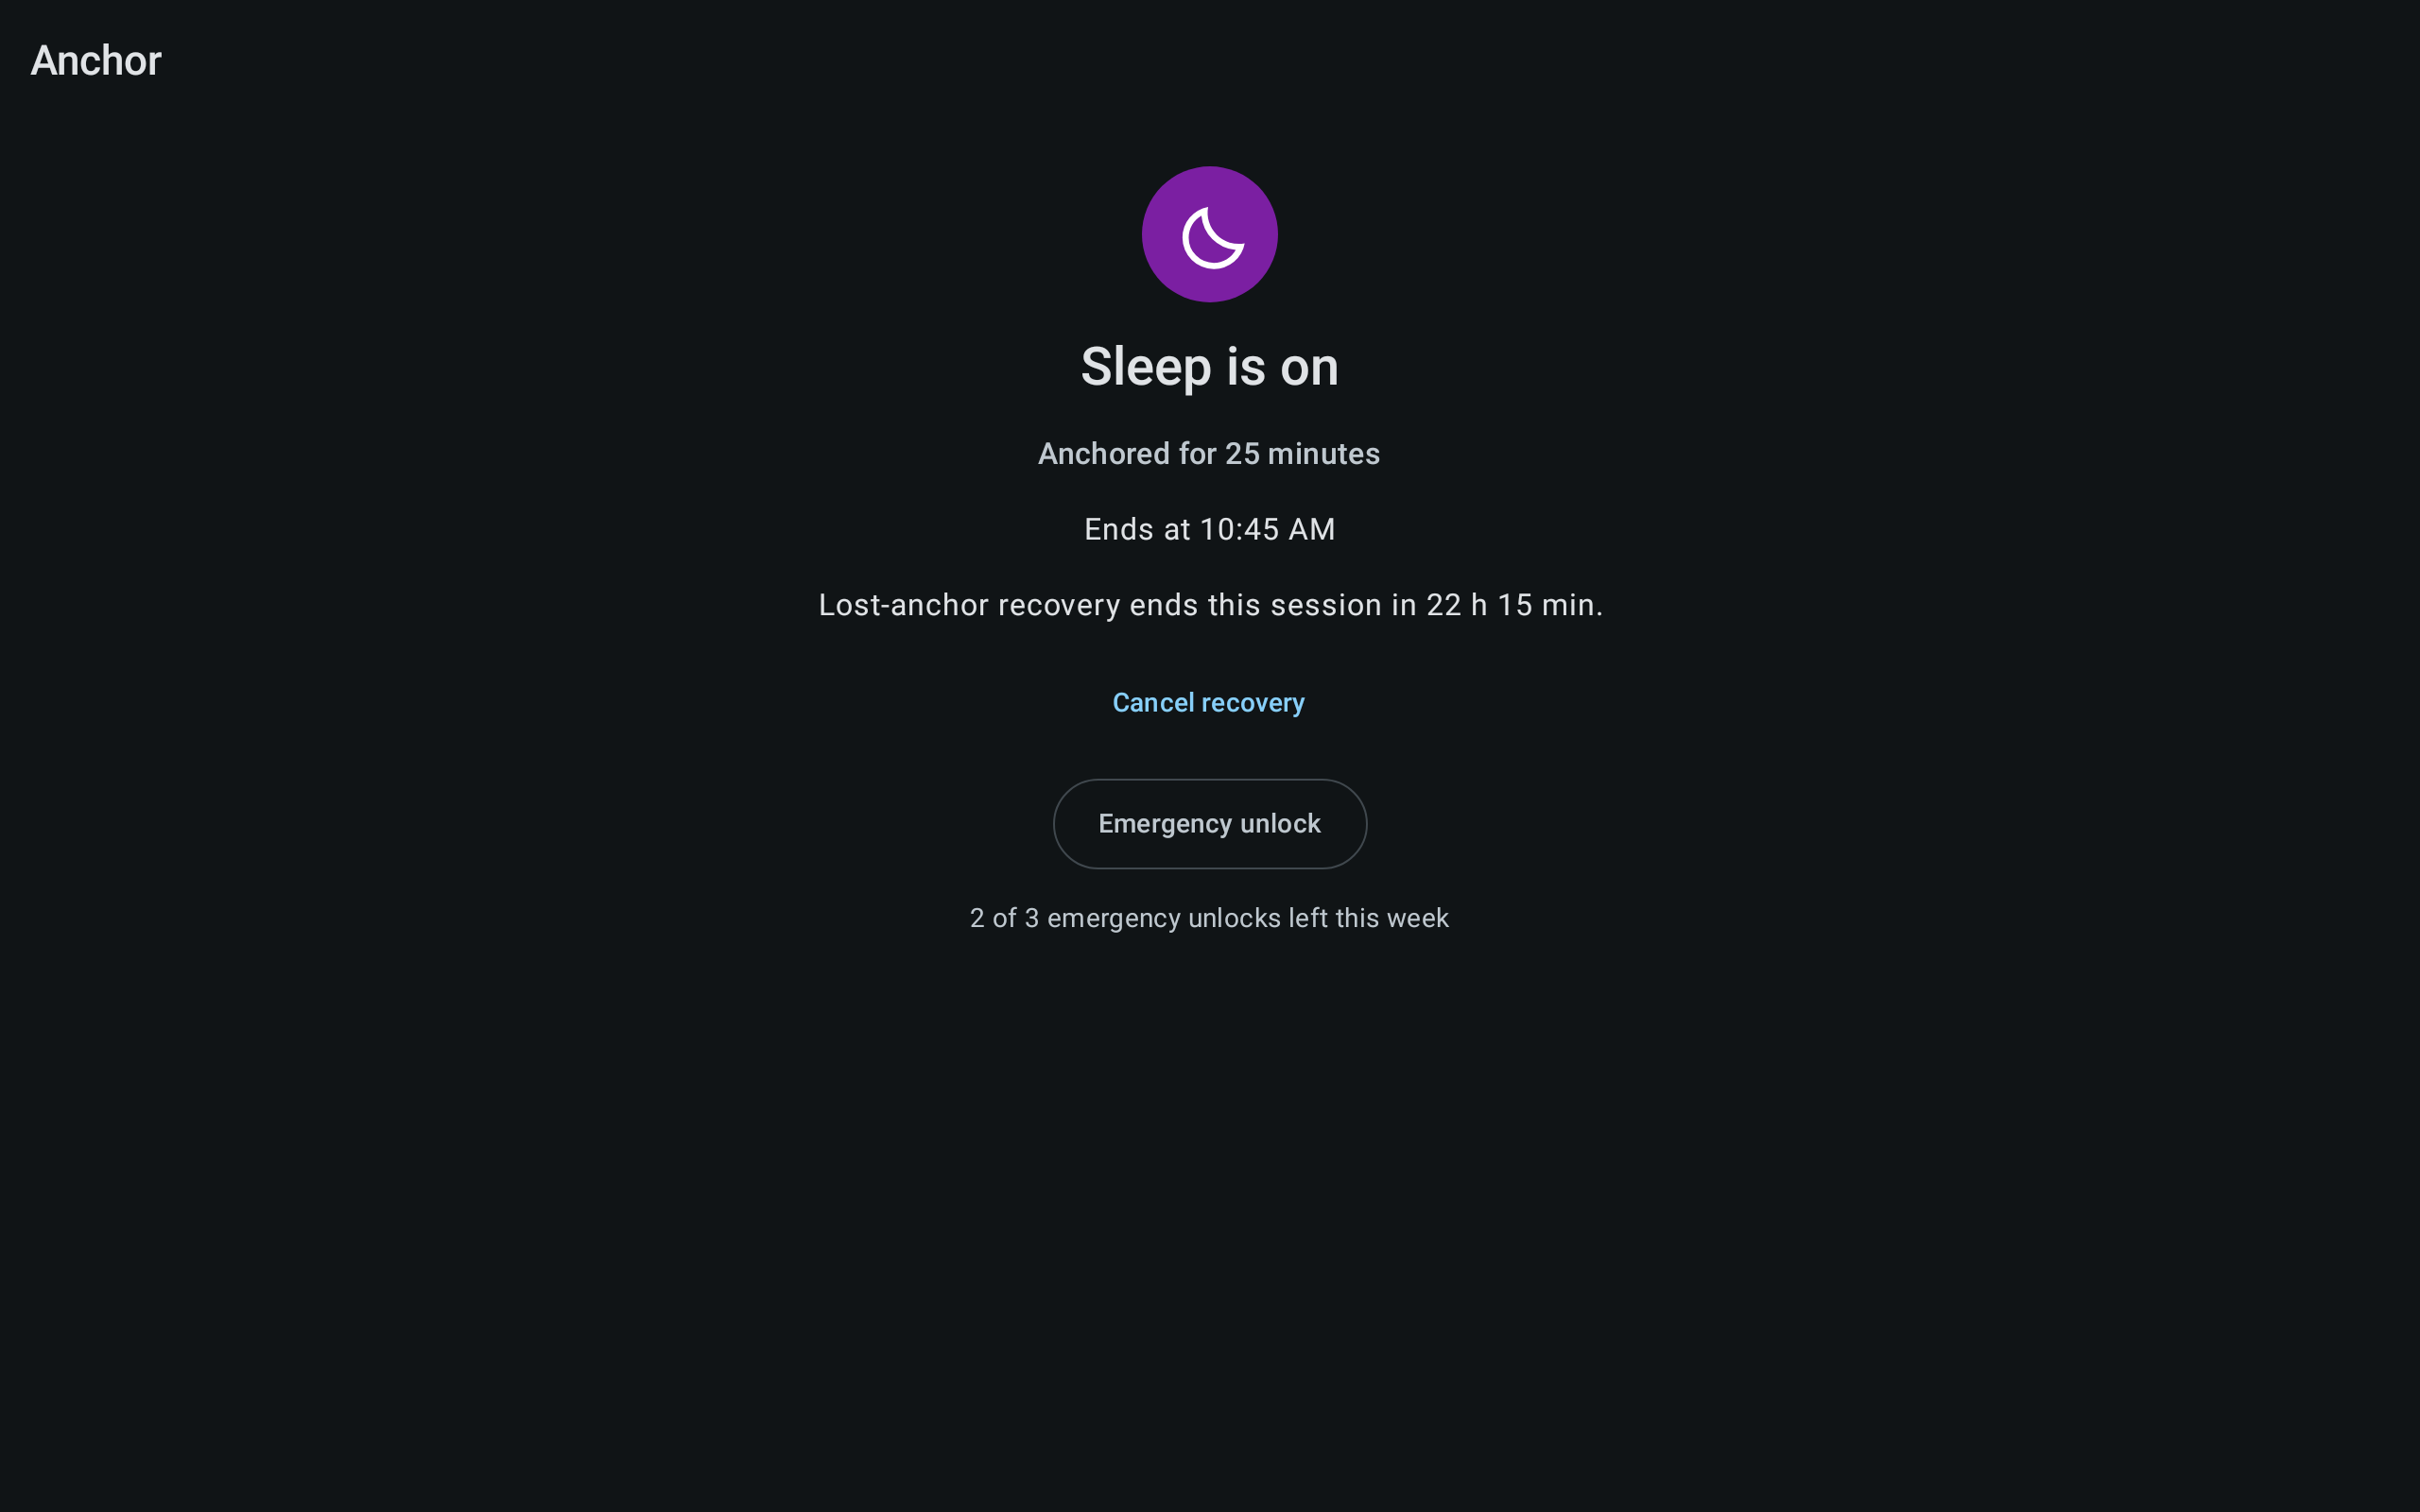 Anchor
Sleep is on
Anchored for 25 minutes
Ends at 10:45 AM
Lost-anchor recovery ends this session in 22 h 15 min.
Cancel recovery
Emergency unlock
2 of 3 emergency unlocks left this week